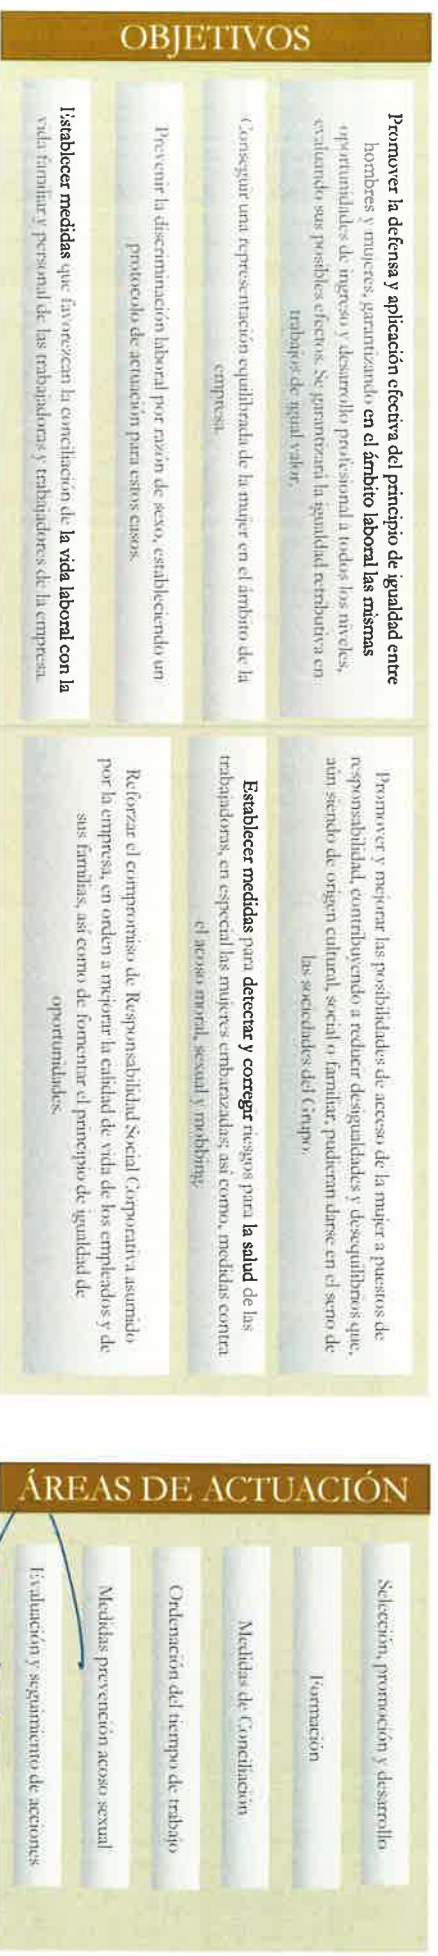 OBJETIVOS
Promover la defensa y aplicación efectiva del principio de igualdad entre
hombres y mujeres, garantizando en el ámbito laboral las mismas
oportunidades de ingreso y desarrollo profesional a todos los niveles,
evaluando sus posibles efectos. Se garantizará la igualdad retributiva en
trabajos de igual valor.
Conseguir una representación equilibrada de la mujer en el ámbito de la
empresa.
Prevenir la discriminación laboral por razón de sexo, estableciendo un
protocolo de actuación para estos casos.
Establecer medidas que favorezcan la conciliación de la vida laboral con la
vida familiar y personal de las trabajadoras y trabajadores de la empresa.
Promover y mejorar las posibilidades de acceso de la mujer a puestos de
responsabilidad, contribuyendo a reducir desigualdades y desequilibrios que,
aún siendo de origen cultural, social o familiar, pudieran darse en el seno de
las sociedades del Grupo.
Establecer medidas para detectar y corregir riesgos para la salud de las
trabajadoras, en especial las mujeres embarazadas; así como, medidas contra
el acoso moral, sexual y mobbing.
Reforzar el compromiso de Responsabilidad Social Corporativa asumido
por la empresa, en orden a mejorar la calidad de vida de los empleados y de
sus familias, así como de fomentar el principio de igualdad de
oportunidades.
ÁREAS DE ACTUACIÓN
Selección, promoción y desarrollo
Formación
Medidas de Conciliación
Ordenación del tiempo de trabajo
Medidas prevención acoso sexual
Evaluación y seguimiento de acciones